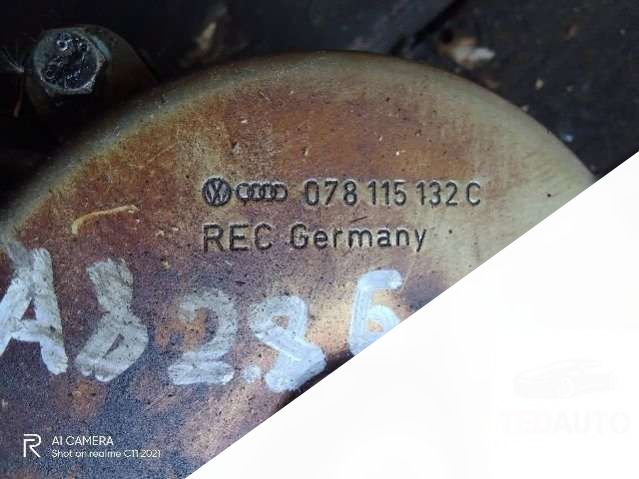 078 115 132 C
REC Germany
A8 2.8 Б
AI CAMERA
Shot on realme C11 2021
TEDAUTO